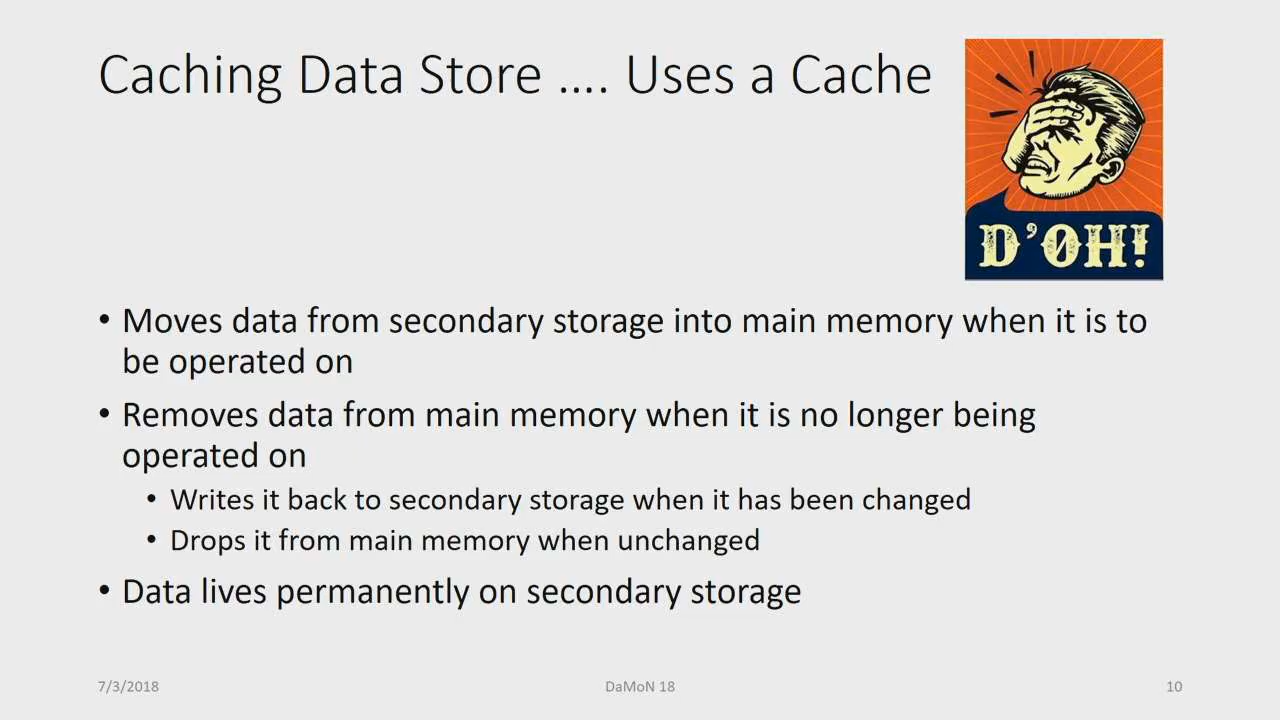 Caching Data Store .... Uses a Cache
D'OH!
• Moves data from secondary storage into main memory when it is to
be operated on
• Removes data from main memory when it is no longer being
operated on
• Writes it back to secondary storage when it has been changed
• Drops it from main memory when unchanged
• Data lives permanently on secondary storage
7/3/2018
DaMoN 18
10